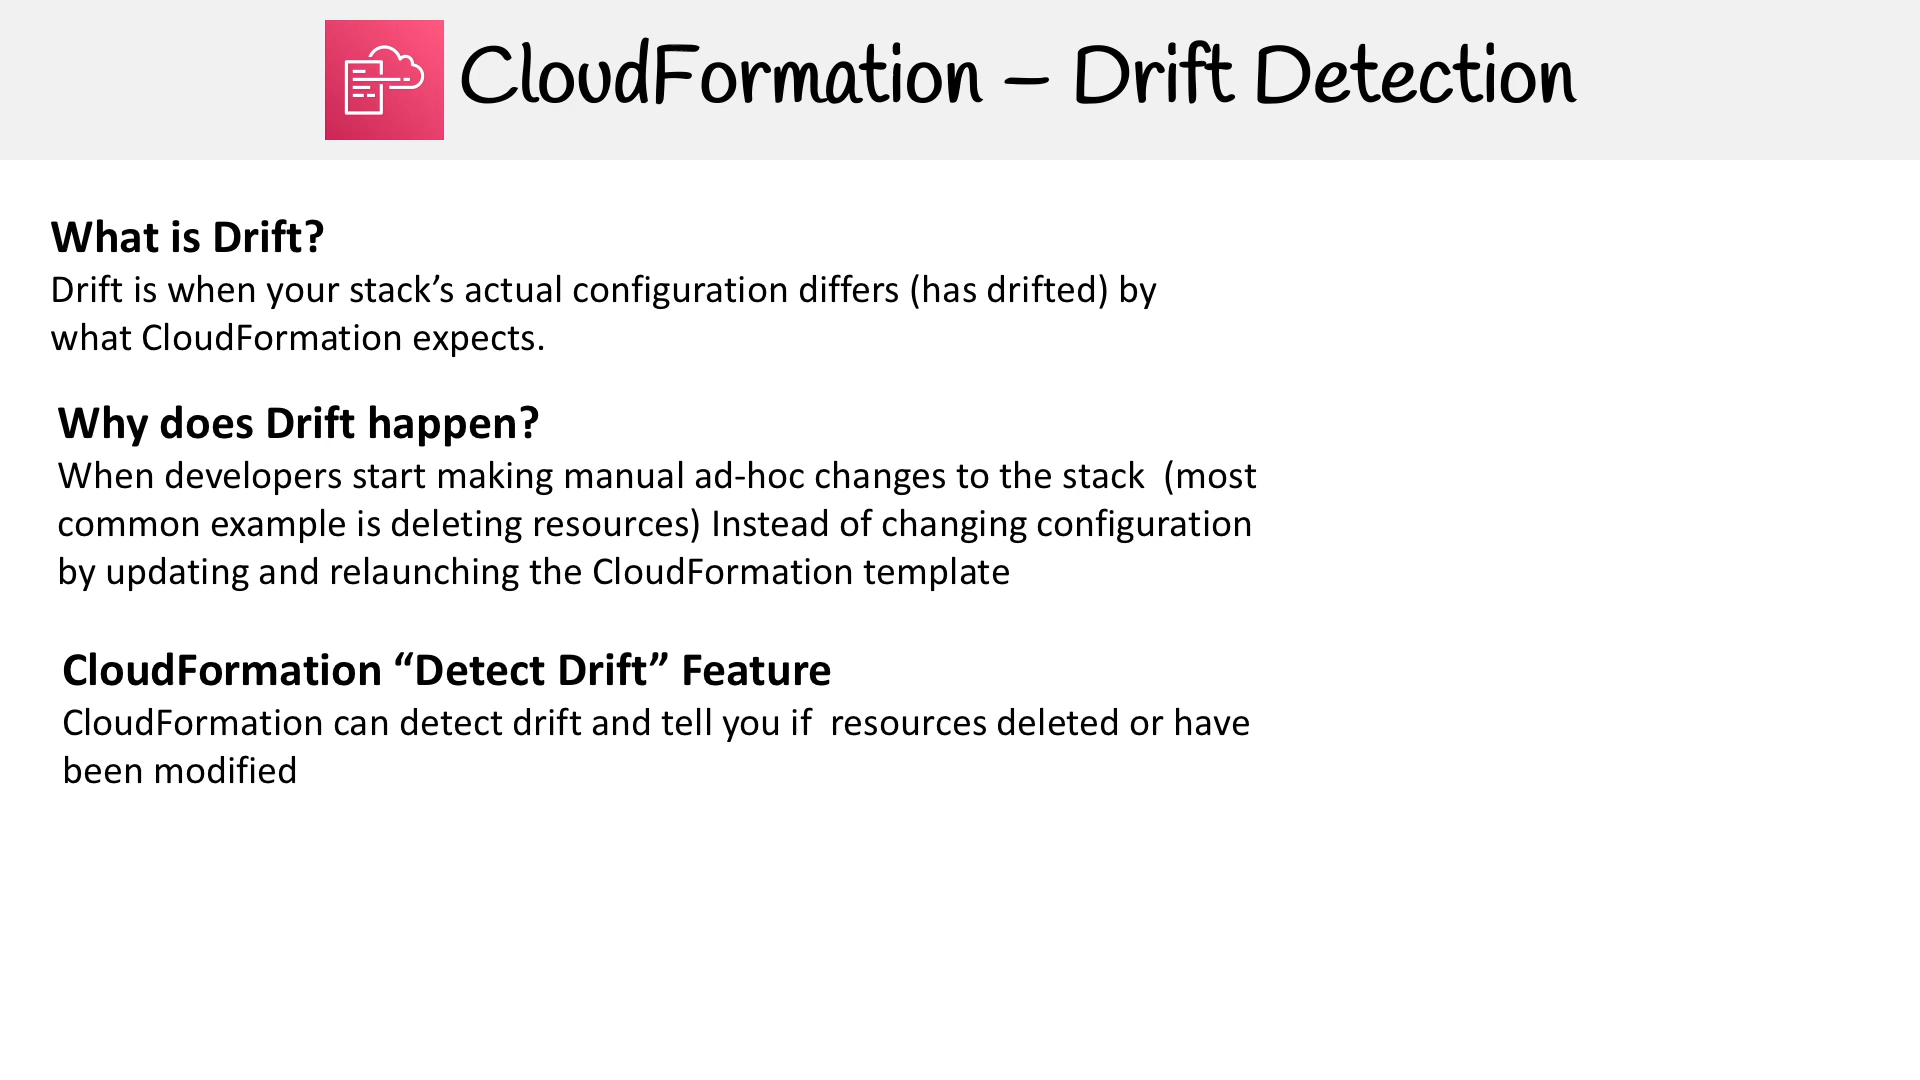 CloudFormation – Drift Detection
What is Drift?
Drift is when your stack’s actual configuration differs (has drifted) by
what CloudFormation expects.
Why does Drift happen?
When developers start making manual ad-hoc changes to the stack  (most
common example is deleting resources) Instead of changing configuration
by updating and relaunching the CloudFormation template
CloudFormation “Detect Drift” Feature
CloudFormation can detect drift and tell you if  resources deleted or have
been modified